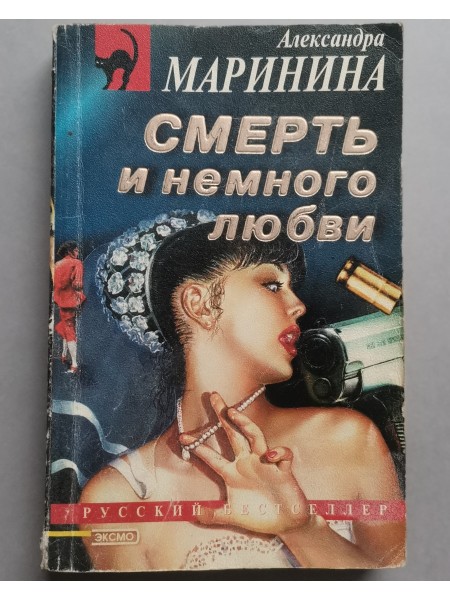 Александра
МАРИНИНА
СМЕРТЬ
и немного
любви
РУССКИЙ БЕСТСЕЛЛЕР
ЭКСМО